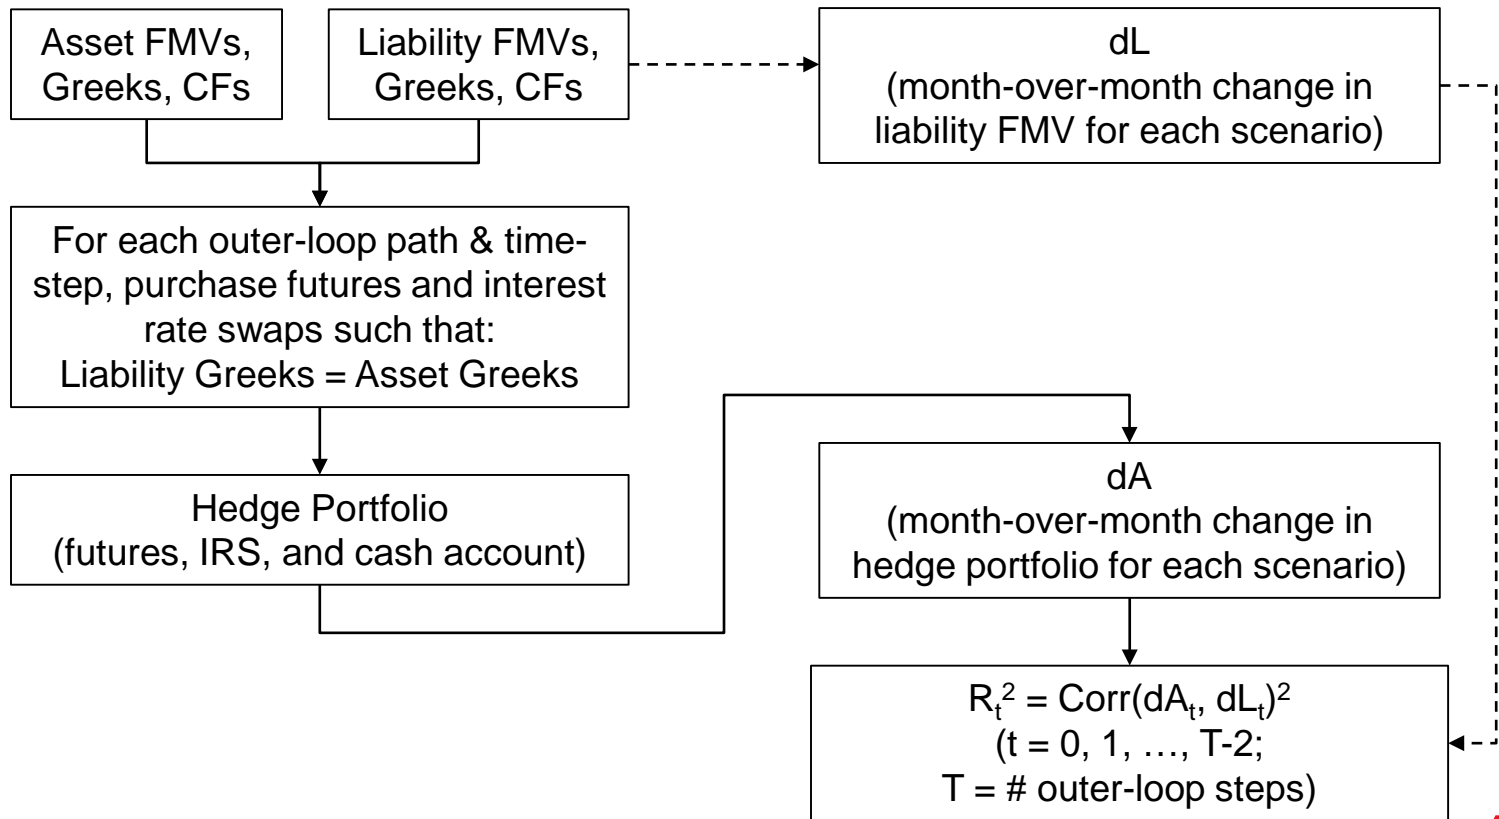 Asset FMVs,
Greeks, CFs
Liability FMVs,
Greeks, CFs
dL
(month-over-month change in
liability FMV for each scenario)
For each outer-loop path & time-
step, purchase futures and interest
rate swaps such that:
Liability Greeks = Asset Greeks
Hedge Portfolio
(futures, IRS, and cash account)
dA
(month-over-month change in
hedge portfolio for each scenario)
Rₜ² = Corr(dAₜ, dLₜ)²
(t = 0, 1, …, T-2;
T = # outer-loop steps)